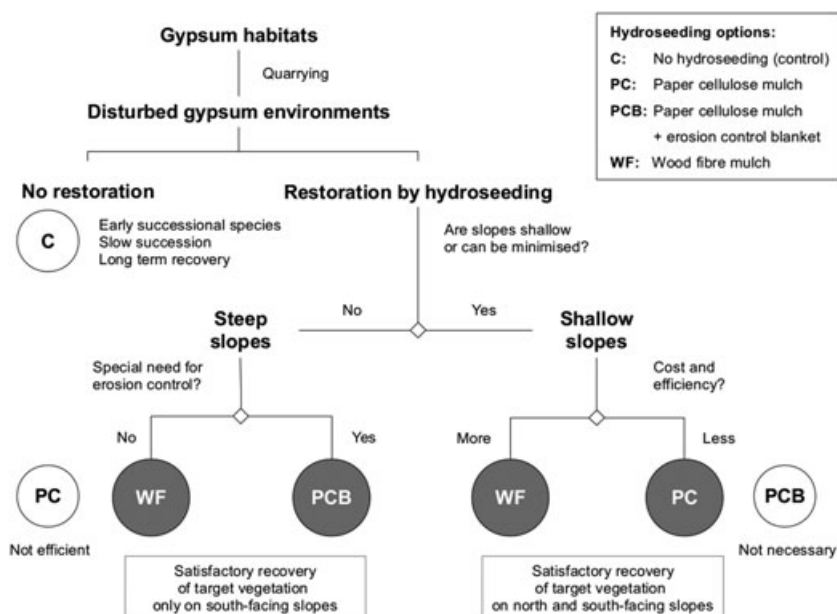 Gypsum habitats
Quarrying
Disturbed gypsum environments
Hydroseeding options:
C: No hydroseeding (control)
PC: Paper cellulose mulch
PCB: Paper cellulose mulch
+ erosion control blanket
WF: Wood fibre mulch
No restoration
C
Early successional species
Slow succession
Long term recovery
Restoration by hydroseeding
Are slopes shallow
or can be minimised?
No
Yes
Steep
slopes
Shallow
slopes
Special need for
erosion control?
Cost and
efficiency?
No
Yes
More
Less
PC
WF
PCB
WF
PC
PCB
Not efficient
Not necessary
Satisfactory recovery
of target vegetation
only on south-facing slopes
Satisfactory recovery
of target vegetation
on north and south-facing slopes